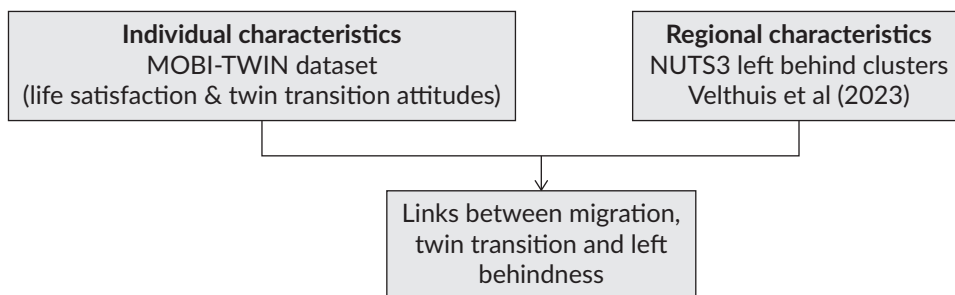 Individual characteristics
MOBI-TWIN dataset
(life satisfaction & twin transition attitudes)
Regional characteristics
NUTS3 left behind clusters
Velthuis et al (2023)
Links between migration,
twin transition and left
behindness